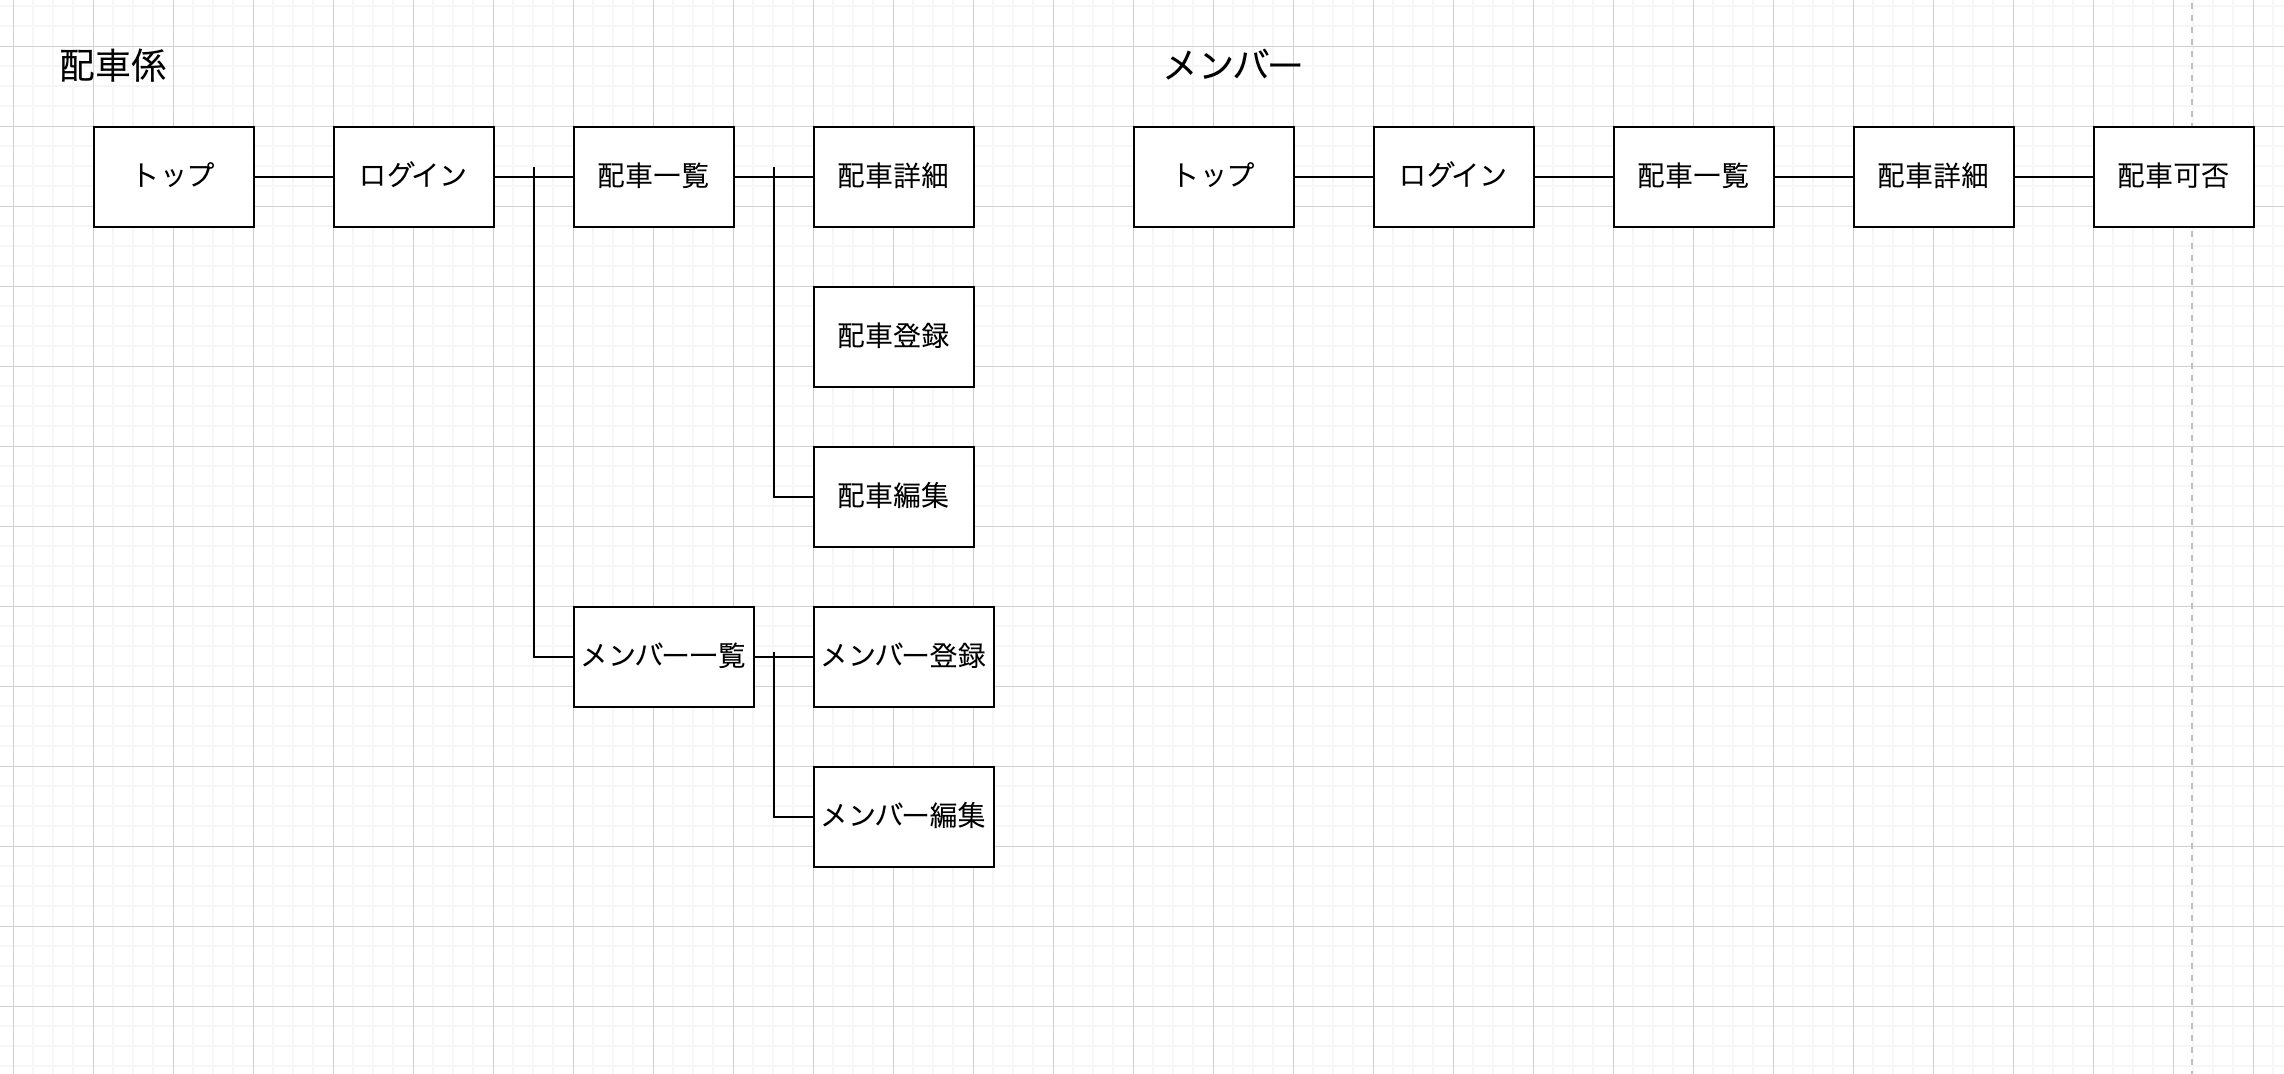 配車係
トップ
ログイン
配車一覧
配車詳細
配車登録
配車編集
メンバー一覧
メンバー登録
メンバー編集
メンバー
トップ
ログイン
配車一覧
配車詳細
配車可否